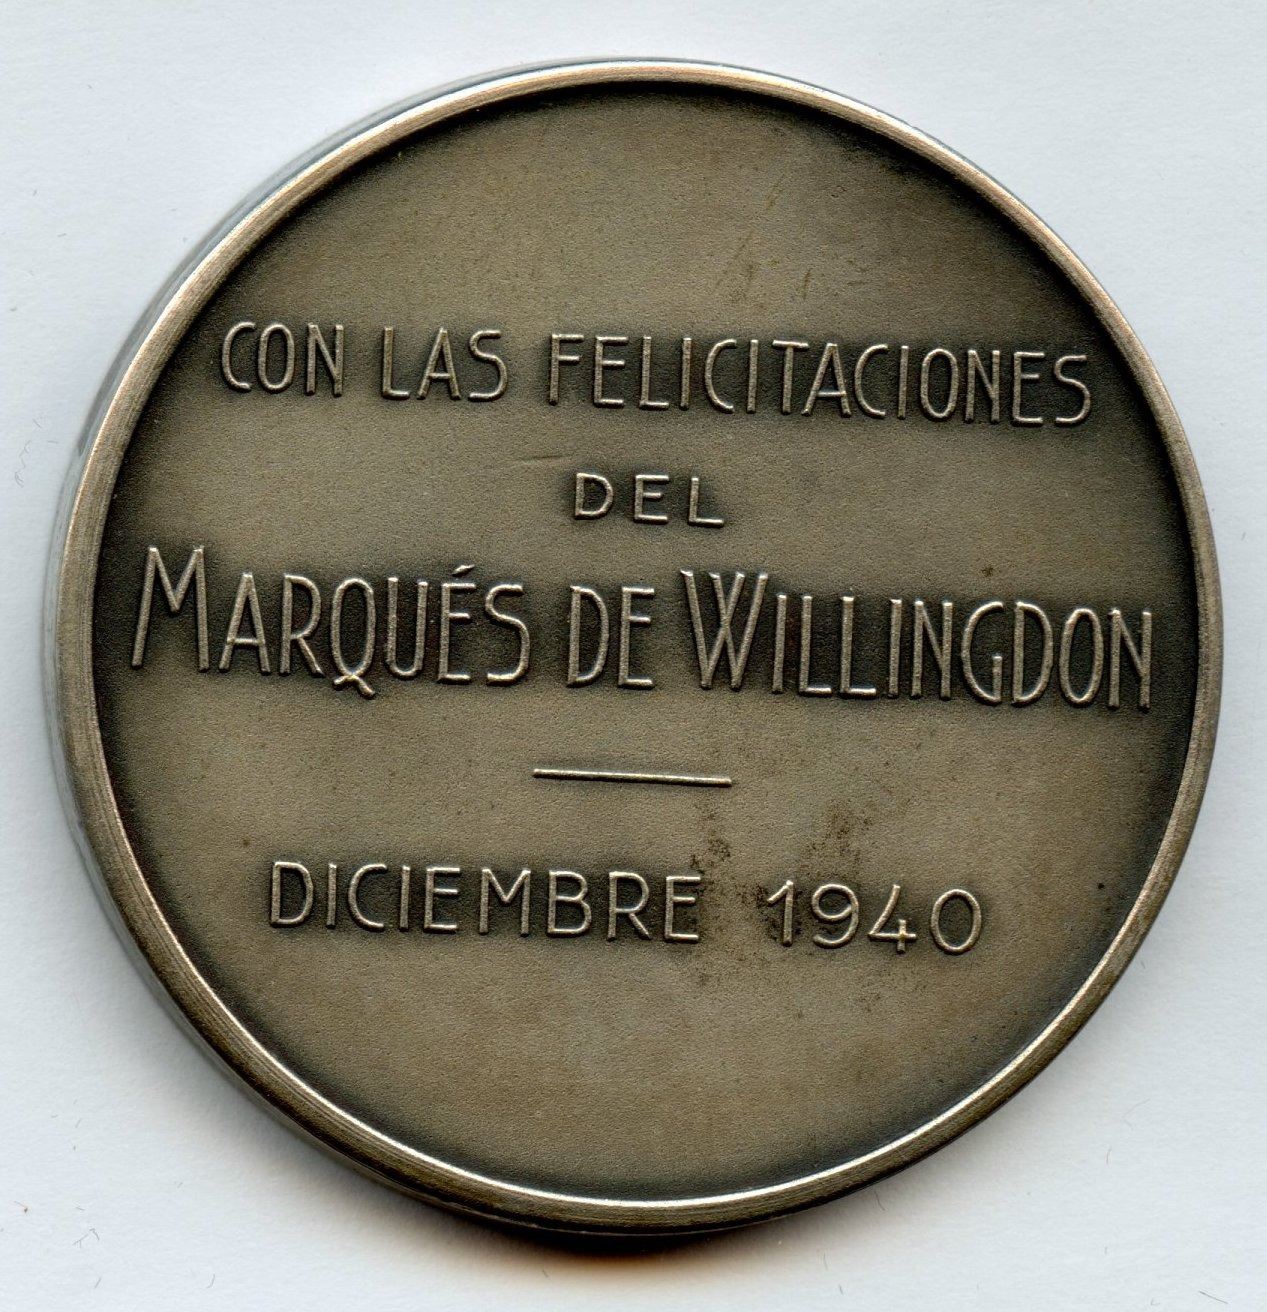 CON LAS FELICITACIONES
DEL
MARQUÉS DE WILLINGDON
DICIEMBRE 1940